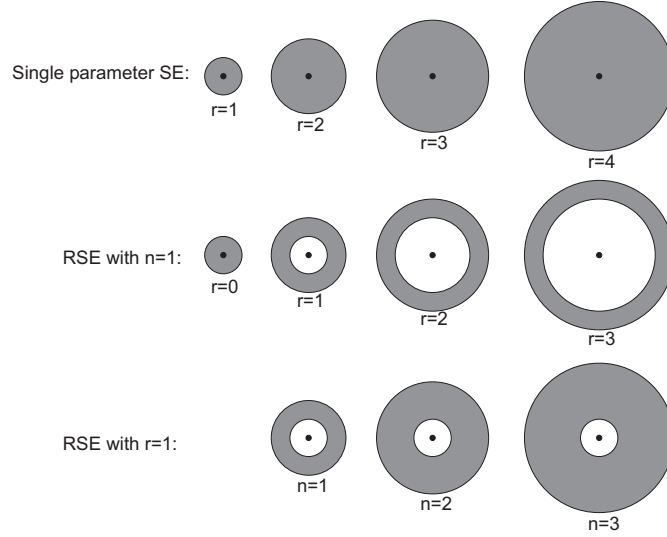 Single parameter SE:
r=1
r=2
r=3
r=4
RSE with n=1:
r=0
r=1
r=2
r=3
RSE with r=1:
n=1
n=2
n=3